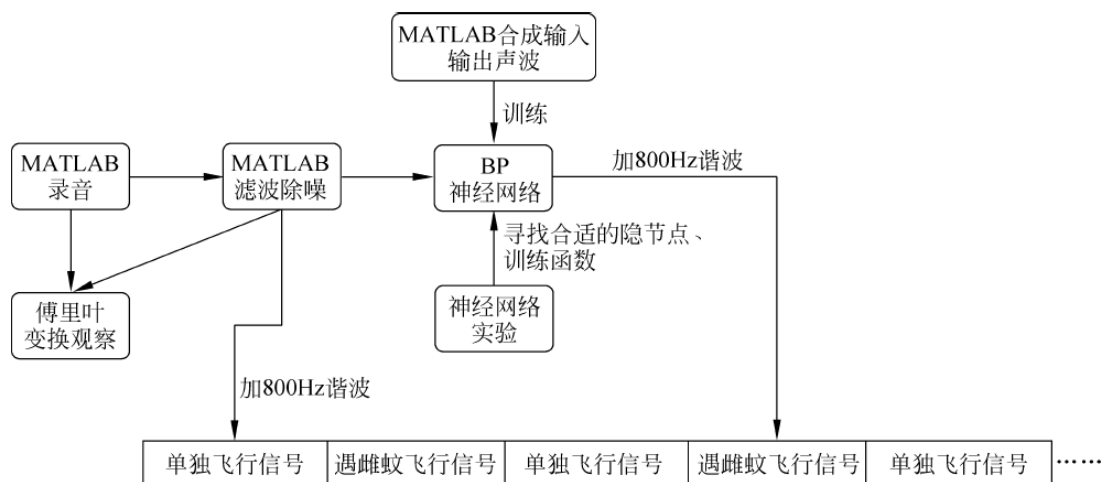 MATLAB合成输入
输出声波
训练
MATLAB
录音
MATLAB
滤波除噪
BP
神经网络
加800Hz谐波
寻找合适的隐节点、
训练函数
傅里叶
变换观察
神经网络
实验
加800Hz谐波
单独飞行信号
遇雌蚊飞行信号
单独飞行信号
遇雌蚊飞行信号
单独飞行信号
……